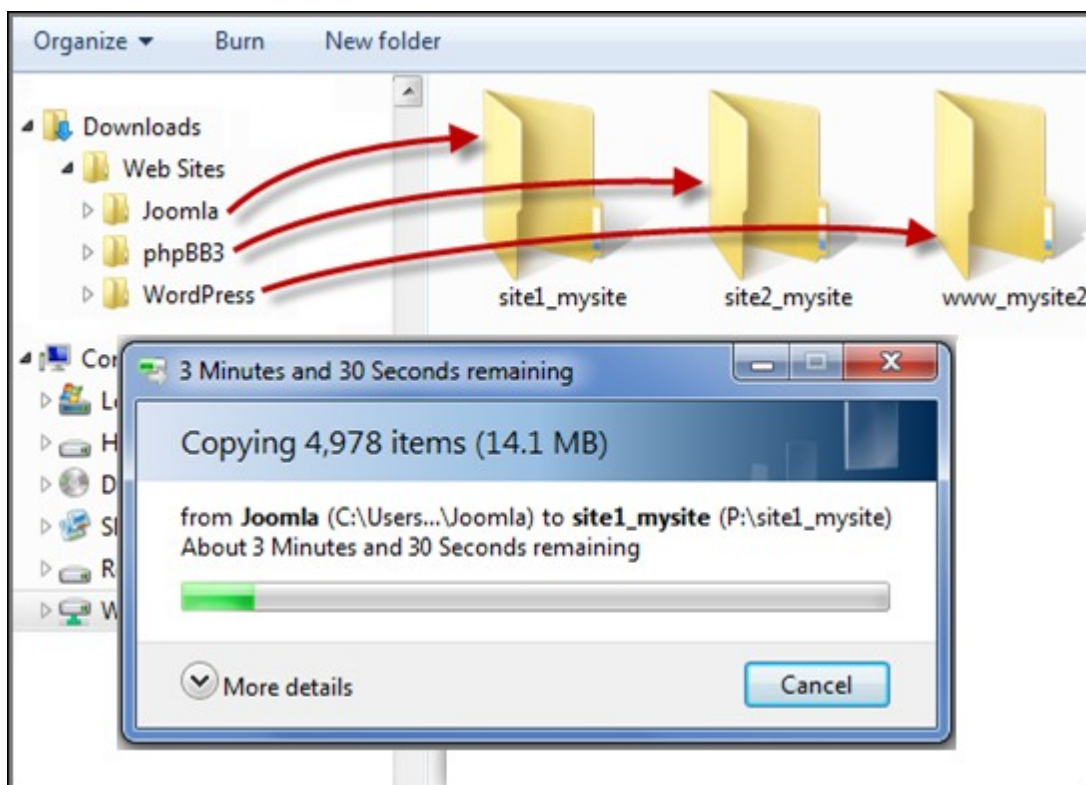 Organize Burn New folder
Downloads
Web Sites
Joomla
phpBB3
WordPress
site1_mysite site2_mysite www_mysite2
3 Minutes and 30 Seconds remaining
Copying 4,978 items (14.1 MB)
from Joomla (C:\Users...\Joomla) to site1_mysite (P:\site1_mysite)
About 3 Minutes and 30 Seconds remaining
More details Cancel